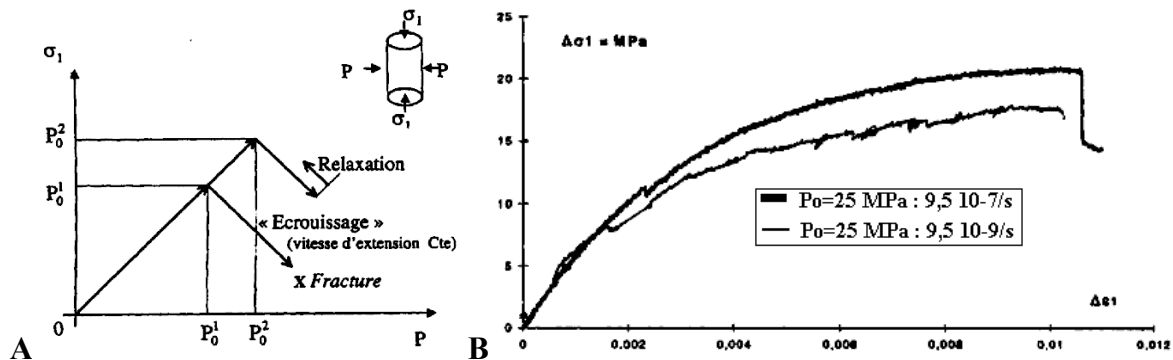 σ₁
P
P
σ₁
σ₁
P₀²
P₀¹
Relaxation
« Ecrouissage »
(vitesse d'extension Cte)
x Fracture
0
P₀¹
P₀²
P
A
25
20
15
10
5
0
Δσ1 = MPa
Po=25 MPa : 9,5 10-7/s
Po=25 MPa : 9,5 10-9/s
Δε1
0
0,002
0,004
0,006
0,008
0,01
0,012
B